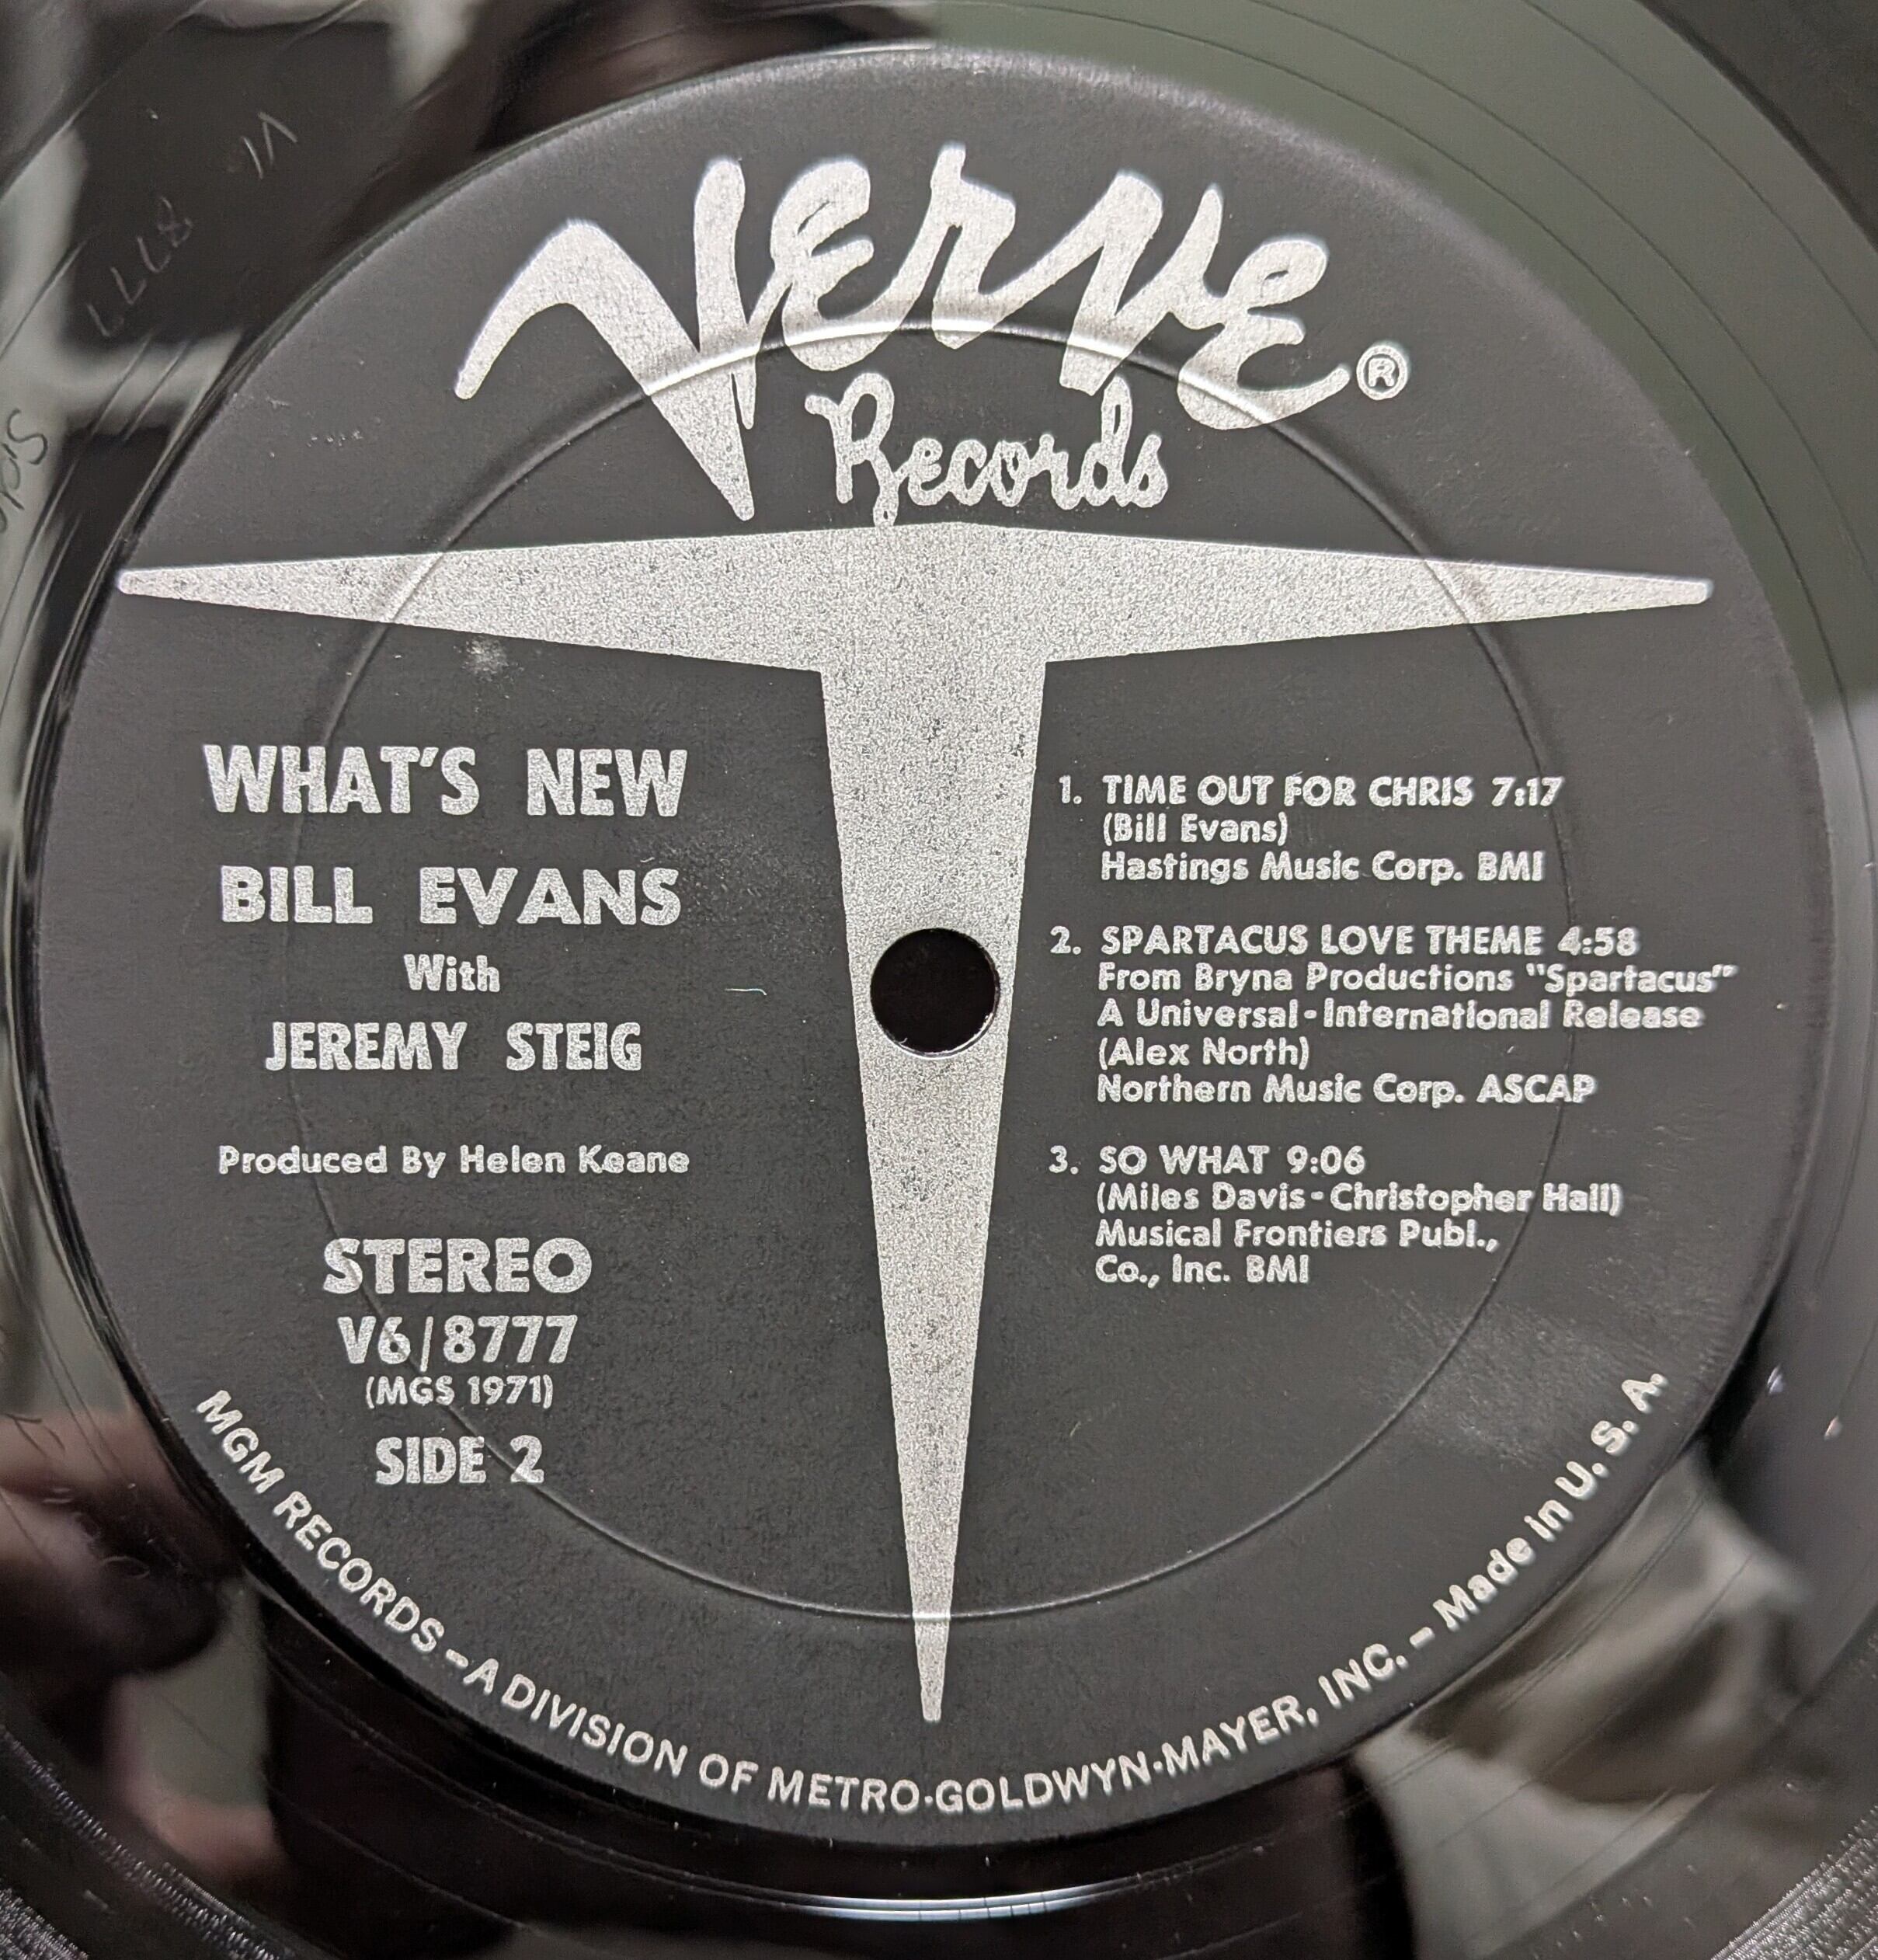 Verve®
Records
WHAT'S NEW
BILL EVANS
With
JEREMY STEIG
Produced By Helen Keane
STEREO
V6/8777
(MGS 1971)
SIDE 2
1. TIME OUT FOR CHRIS 7:17
(Bill Evans)
Hastings Music Corp. BMI
2. SPARTACUS LOVE THEME 4:58
From Bryna Productions "Spartacus"
A Universal-International Release
(Alex North)
Northern Music Corp. ASCAP
3. SO WHAT 9:06
(Miles Davis-Christopher Hall)
Musical Frontiers Publ.,
Co., Inc. BMI
MGM RECORDS – A DIVISION OF METRO-GOLDWYN-MAYER, INC. – Made in U. S. A.